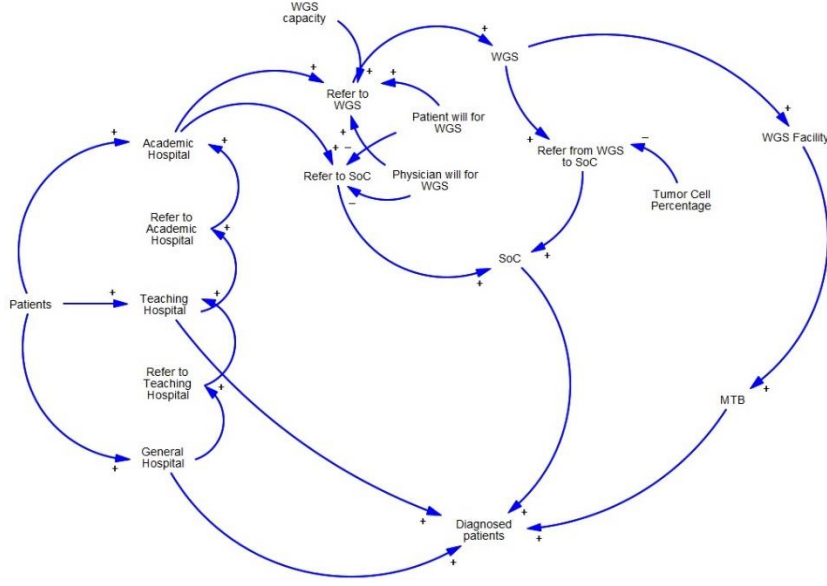 WGS
capacity
WGS
Refer to
WGS
Academic
Hospital
Patient will for
WGS
WGS Facility
Refer from WGS
to SoC
Refer to SoC
Physician will for
WGS
Tumor Cell
Percentage
Refer to
Academic
Hospital
SoC
Patients
Teaching
Hospital
Refer to
Teaching
Hospital
MTB
General
Hospital
Diagnosed
patients